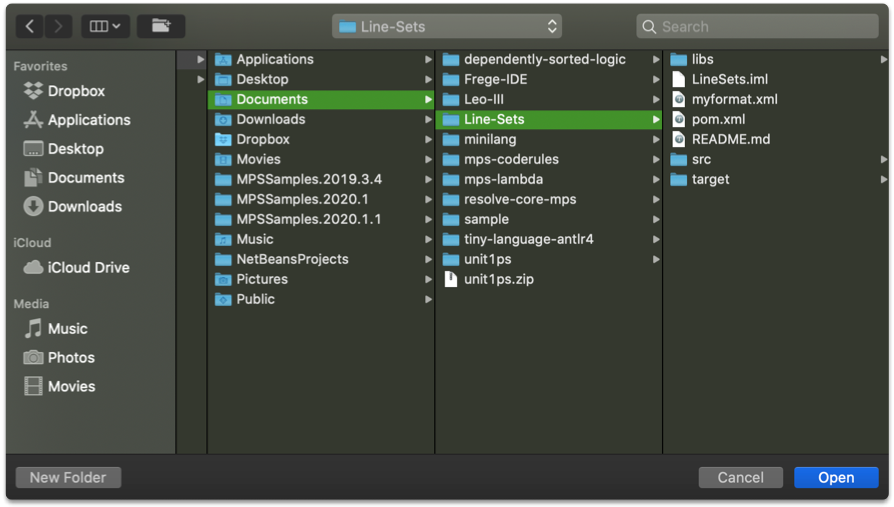 Line-Sets
Search
Favorites
Dropbox
Applications
Desktop
Documents
Downloads
iCloud
iCloud Drive
Media
Music
Photos
Movies
Applications
Desktop
Documents
Downloads
Dropbox
Movies
MPSSamples.2019.3.4
MPSSamples.2020.1
MPSSamples.2020.1.1
Music
NetBeansProjects
Pictures
Public
dependently-sorted-logic
Frege-IDE
Leo-III
Line-Sets
minilang
mps-coderules
mps-lambda
resolve-core-mps
sample
tiny-language-antlr4
unit1ps
unit1ps.zip
libs
LineSets.iml
myformat.xml
pom.xml
README.md
src
target
New Folder
Cancel
Open